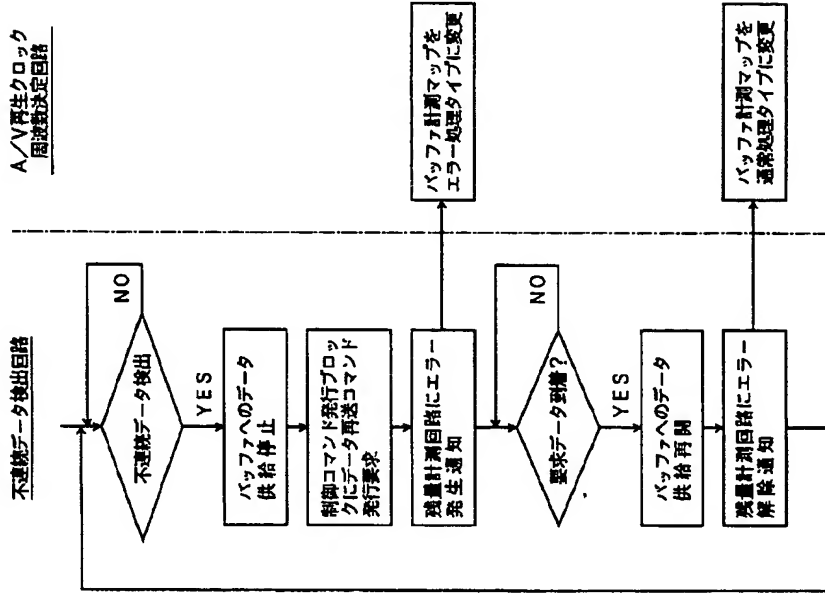 不連続データ検出回路
A／V再生クロック
周波数決定回路
不連続データ検出
NO
YES
バッファへのデータ
供給停止
制御コマンド発行ブロッ
クにデータ再送コマンド
発行要求
残量計測回路にエラー
発生通知
バッファ計測マップを
エラー処理タイプに変更
要求データ到着？
NO
YES
バッファへのデータ
供給再開
残量計測回路にエラー
解除通知
バッファ計測マップを
通常処理タイプに変更